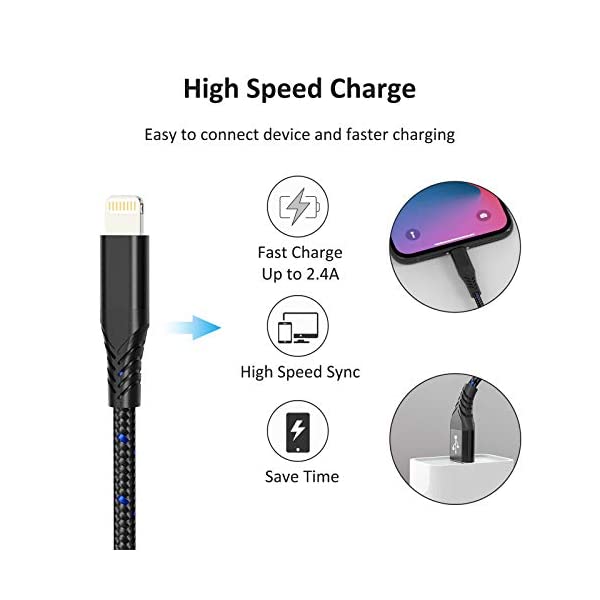 High Speed Charge
Easy to connect device and faster charging
Fast Charge
Up to 2.4A
High Speed Sync
Save Time